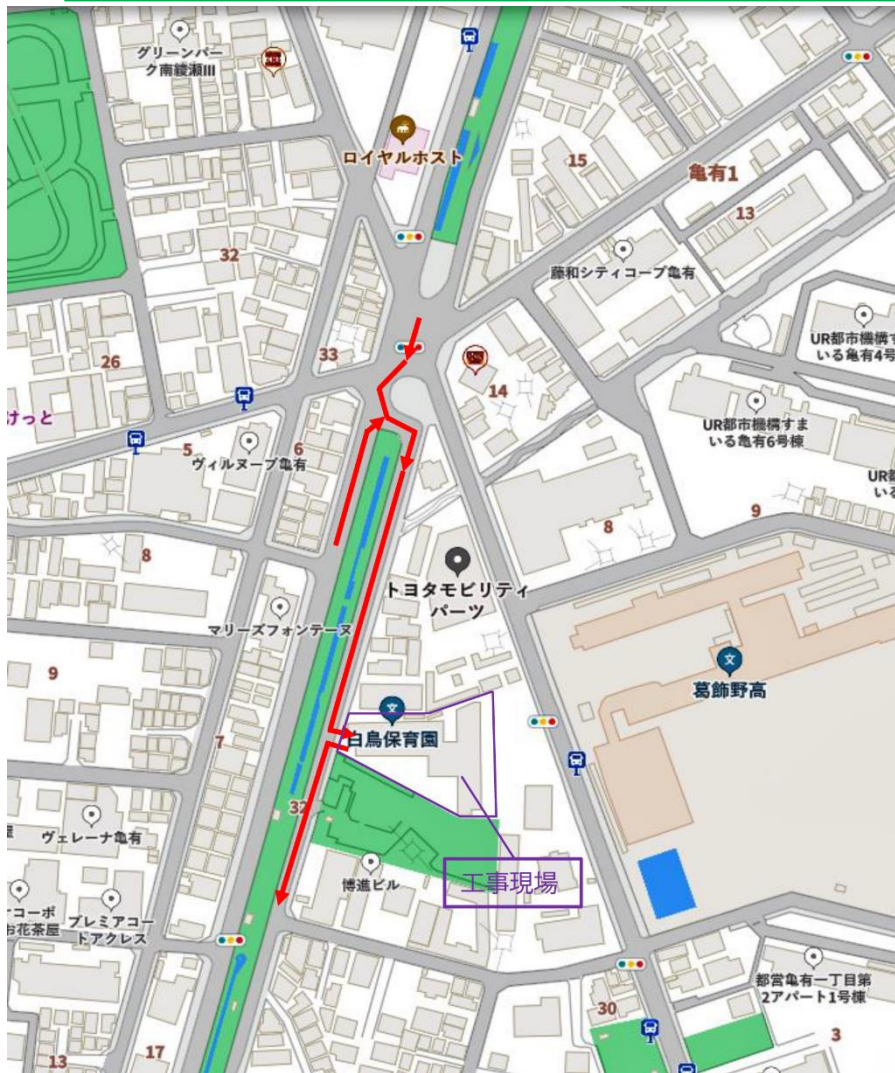 グリーンパー
ク南綾瀬III
ロイヤルホスト
15
亀有1
13
藤和シティコープ亀有
32
UR都市機構す
いる亀有4号
33
26
14
けっと
UR都市機構すま
いる亀有6号棟
5
6
ヴィルヌーブ亀有
UR都
いる
8
8
9
トヨタモビリティ
パーツ
マリーズフォンテーヌ
9
葛飾野高
7
白鳥保育園
32
ヴェレーナ亀有
工事現場
博進ビル
コーポ
お花茶屋
プレミアコー
トアクレス
都営亀有一丁目第
2アパート1号棟
30
3
13
17